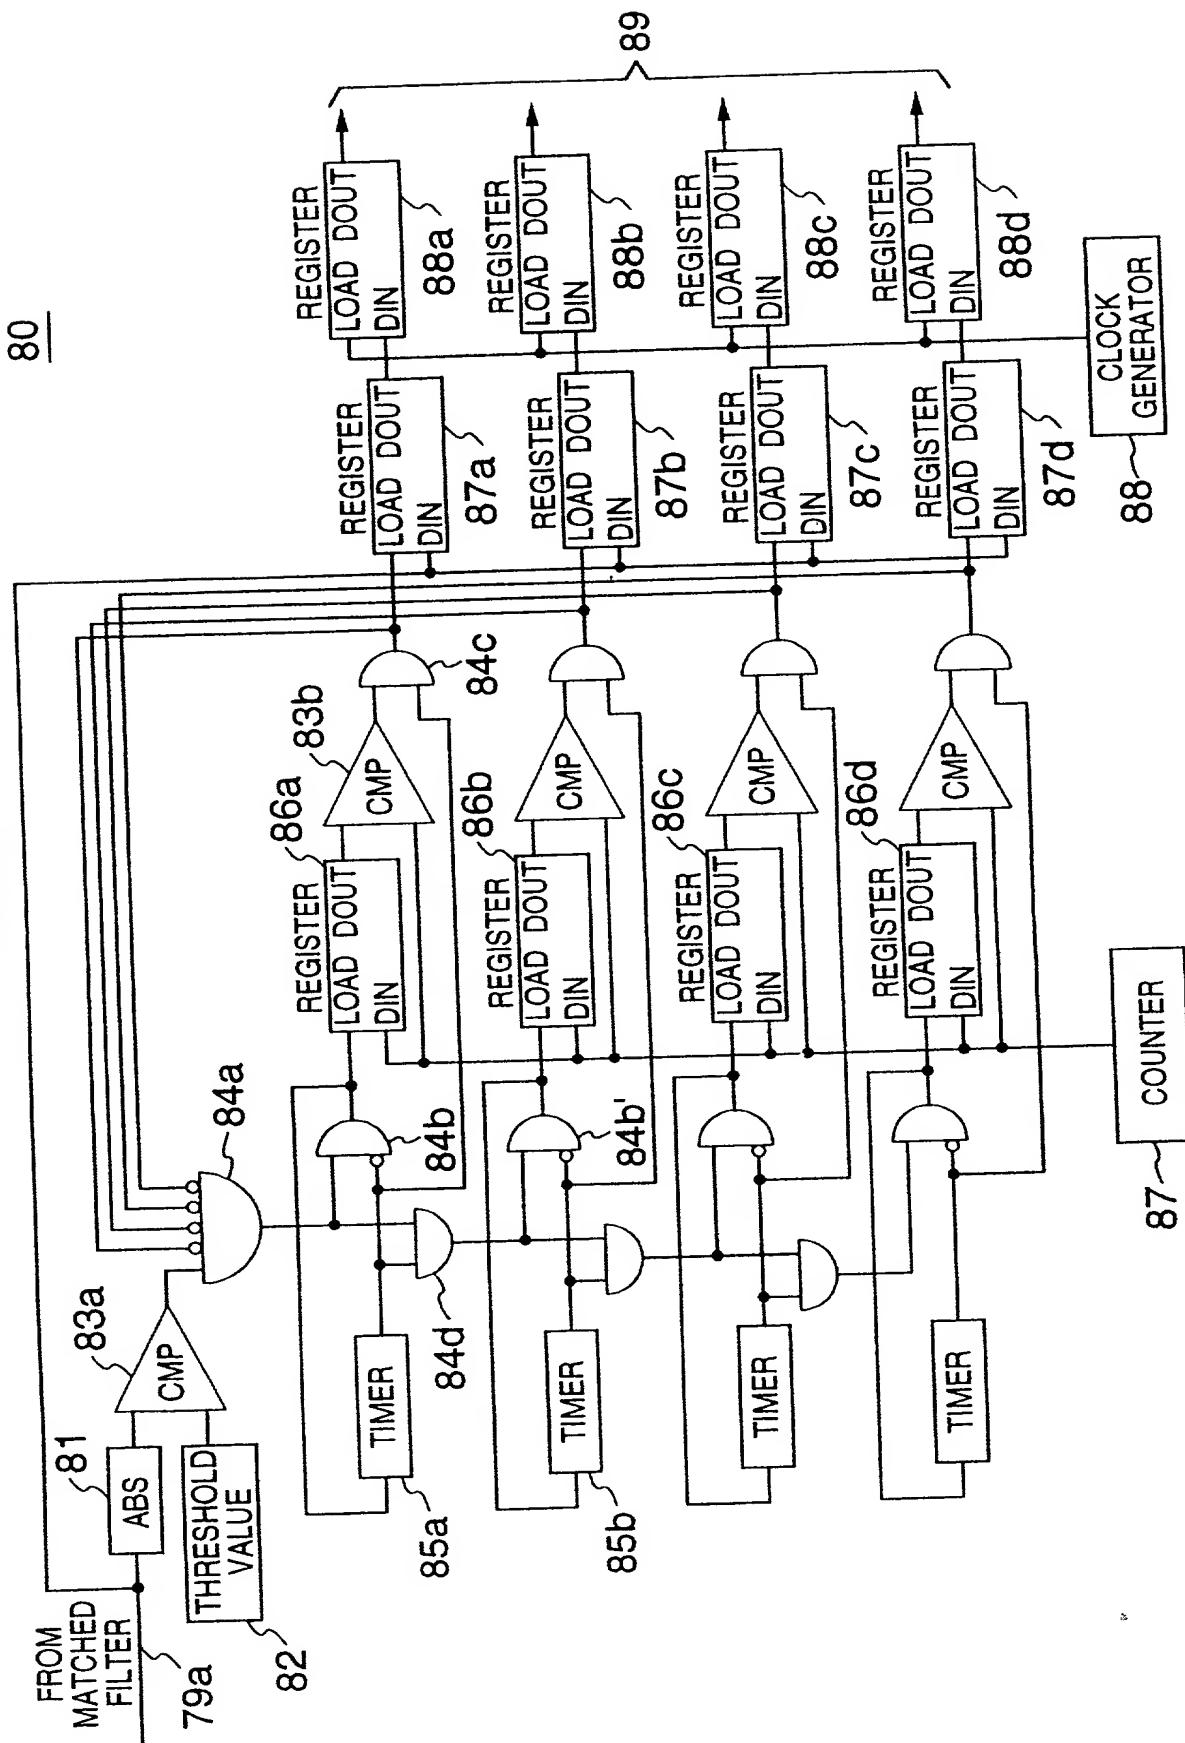 80
FROM
MATCHED
FILTER
79a
ABS
81
THRESHOLD
VALUE
82
CMP
83a
84a
TIMER
85a
84d
84b
REGISTER
LOAD DOUT
DIN
86a
CMP
83b
84c
REGISTER
LOAD DOUT
DIN
87a
REGISTER
LOAD DOUT
DIN
88a
TIMER
85b
84b'
REGISTER
LOAD DOUT
DIN
86b
CMP
REGISTER
LOAD DOUT
DIN
87b
REGISTER
LOAD DOUT
DIN
88b
TIMER
REGISTER
LOAD DOUT
DIN
86c
CMP
REGISTER
LOAD DOUT
DIN
87c
REGISTER
LOAD DOUT
DIN
88c
TIMER
REGISTER
LOAD DOUT
DIN
86d
CMP
REGISTER
LOAD DOUT
DIN
87d
REGISTER
LOAD DOUT
DIN
88d
89
COUNTER
87
CLOCK
GENERATOR
88